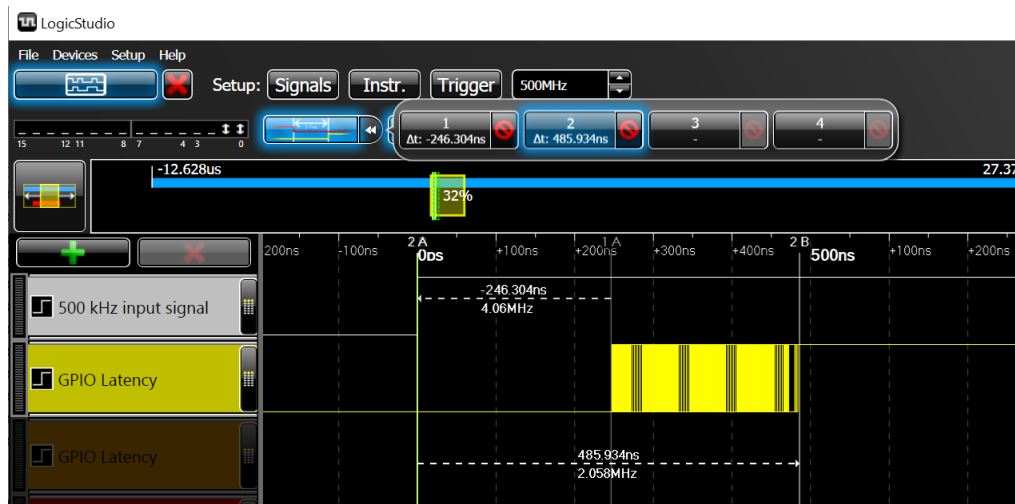 LogicStudio
File Devices Setup Help
Setup: Signals Instr. Trigger 500MHz
1 2 3 4
Δt: -246.304ns Δt: 485.934ns - -
15 12 11 8 7 4 3 0
-12.628us 27.37
32%
2 A 1 A 2 B
200ns -100ns 0ps +100ns +200ns +300ns +400ns 500ns +100ns +200ns
-246.304ns
500 kHz input signal 4.06MHz
GPIO Latency
485.934ns
GPIO Latency
2.058MHz